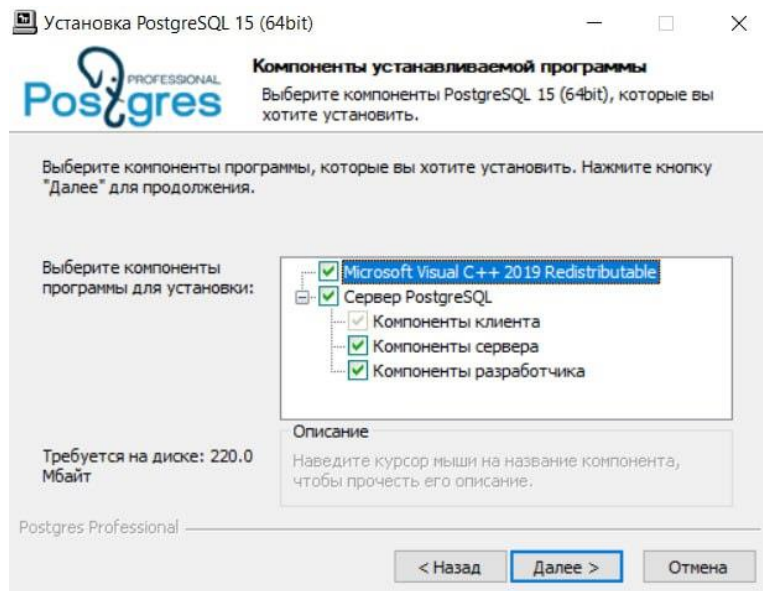 Установка PostgreSQL 15 (64bit)
PROFESSIONAL
Postgres
Компоненты устанавливаемой программы
Выберите компоненты PostgreSQL 15 (64bit), которые вы
хотите установить.
Выберите компоненты программы, которые вы хотите установить. Нажмите кнопку
"Далее" для продолжения.
Выберите компоненты
программы для установки:
Microsoft Visual C++ 2019 Redistributable
Сервер PostgreSQL
Компоненты клиента
Компоненты сервера
Компоненты разработчика
Требуется на диске: 220.0
Мбайт
Описание
Наведите курсор мыши на название компонента,
чтобы прочесть его описание.
Postgres Professional
< Назад
Далее >
Отмена